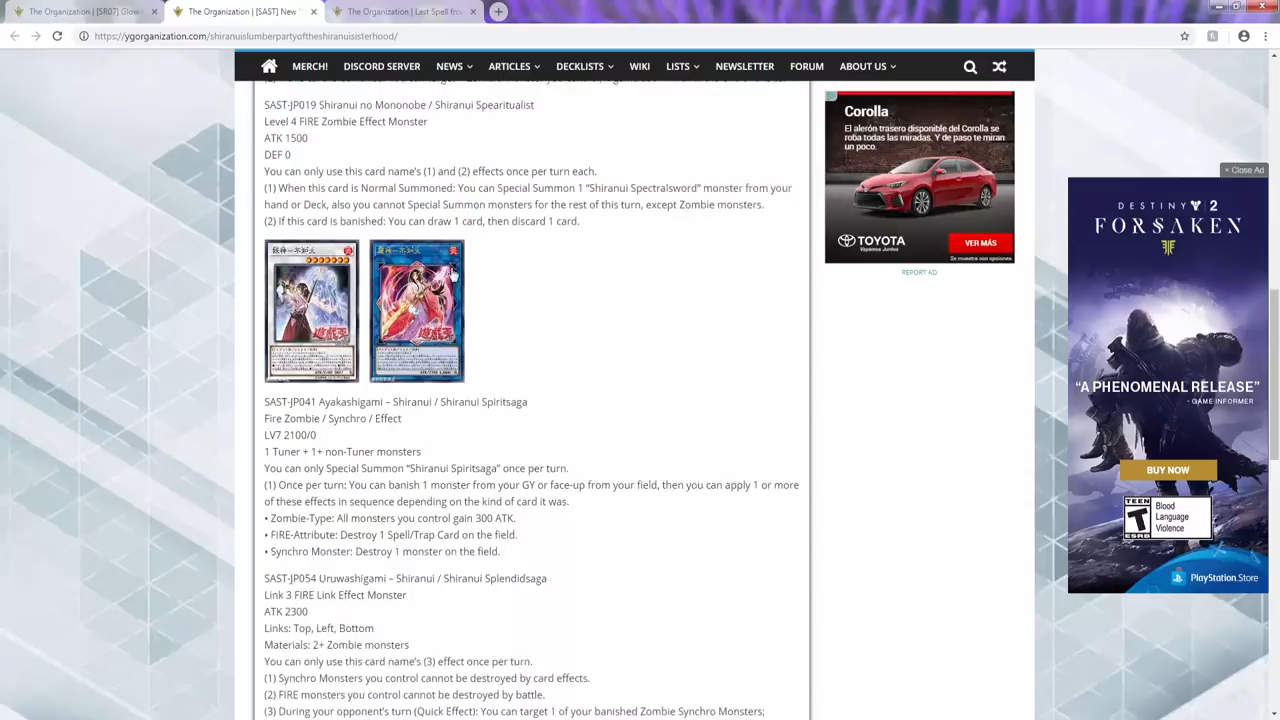 The Organization | [SR07] Glow
The Organization | [SAST] New
The Organization | Last Spell fro
https://ygorganization.com/shiranuislumberpartyoftheshiranuisisterhood/
MERCH! DISCORD SERVER NEWS ARTICLES DECKLISTS WIKI LISTS NEWSLETTER FORUM ABOUT US
SAST-JP019 Shiranui no Mononobe / Shiranui Spearitualist
Level 4 FIRE Zombie Effect Monster
ATK 1500
DEF 0
You can only use this card name's (1) and (2) effects once per turn each.
(1) When this card is Normal Summoned: You can Special Summon 1 "Shiranui Spectralsword" monster from your
hand or Deck, also you cannot Special Summon monsters for the rest of this turn, except Zombie monsters.
(2) If this card is banished: You can draw 1 card, then discard 1 card.
SAST-JP041 Ayakashigami – Shiranui / Shiranui Spiritsaga
Fire Zombie / Synchro / Effect
LV7 2100/0
1 Tuner + 1+ non-Tuner monsters
You can only Special Summon "Shiranui Spiritsaga" once per turn.
(1) Once per turn: You can banish 1 monster from your GY or face-up from your field, then you can apply 1 or more
of these effects in sequence depending on the kind of card it was.
• Zombie-Type: All monsters you control gain 300 ATK.
• FIRE-Attribute: Destroy 1 Spell/Trap Card on the field.
• Synchro Monster: Destroy 1 monster on the field.
SAST-JP054 Uruwashigami – Shiranui / Shiranui Splendidsaga
Link 3 FIRE Link Effect Monster
ATK 2300
Links: Top, Left, Bottom
Materials: 2+ Zombie monsters
You can only use this card name's (3) effect once per turn.
(1) Synchro Monsters you control cannot be destroyed by card effects.
(2) FIRE monsters you control cannot be destroyed by battle.
(3) During your opponent's turn (Quick Effect): You can target 1 of your banished Zombie Synchro Monsters;
Corolla
El alerón trasero disponible del Corolla se
roba todas las miradas. Y de paso te miran
un poco.
TOYOTA
Vayamos Juntos
VER MÁS
Se muestra con opciones.
REPORT AD
× Close Ad
DESTINY 2
FORSAKEN
"A PHENOMENAL RELEASE"
- GAME INFORMER
BUY NOW
TEEN
T
ESRB
Blood
Language
Violence
PlayStation.Store